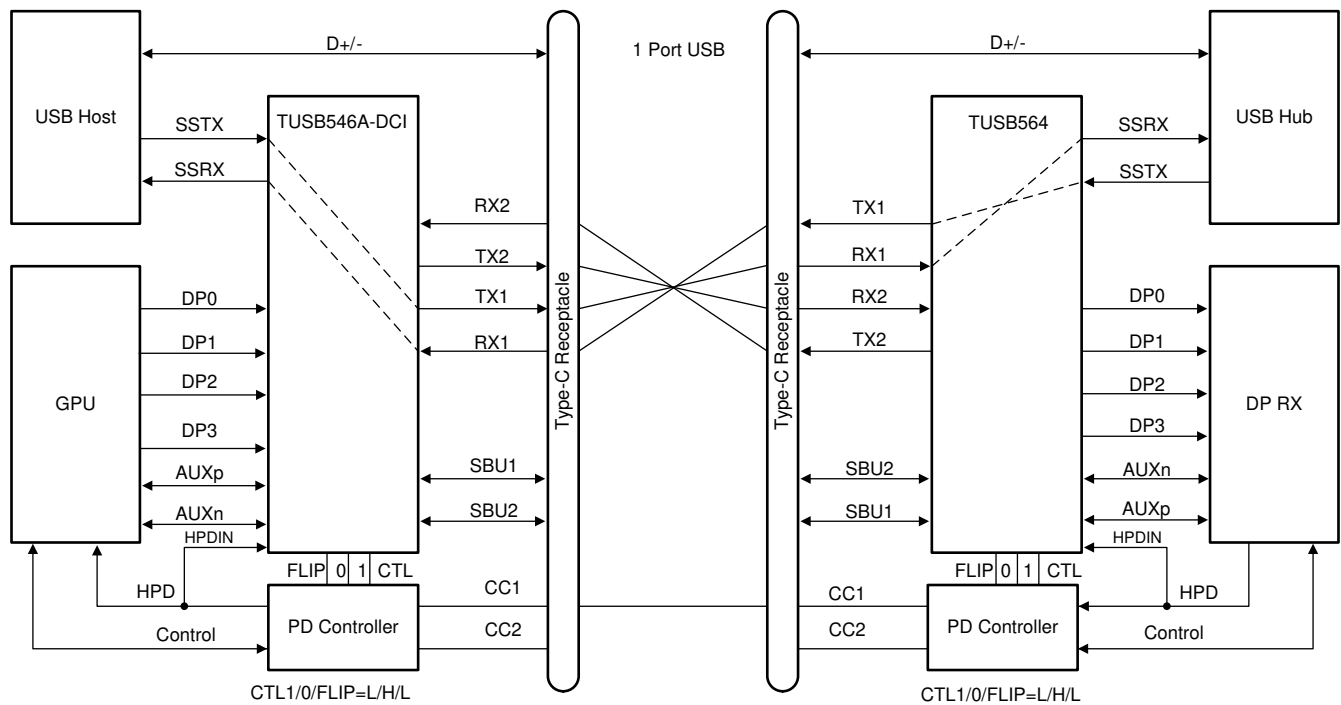 USB Host
D+/-
SSTX
SSRX
TUSB546A-DCI
RX2
TX2
TX1
RX1
GPU
DP0
DP1
DP2
DP3
AUXp
AUXn
HPDIN
SBU1
SBU2
FLIP 0 1 CTL
HPD
Control
PD Controller
CC1
CC2
CTL1/0/FLIP=L/H/L
Type-C Receptacle
1 Port USB
Type-C Receptacle
D+/-
TUSB564
USB Hub
SSRX
SSTX
TX1
RX1
RX2
TX2
DP0
DP1
DP2
DP3
DP RX
SBU2
SBU1
AUXn
AUXp
HPDIN
FLIP 0 1 CTL
CC1
CC2
PD Controller
HPD
Control
CTL1/0/FLIP=L/H/L